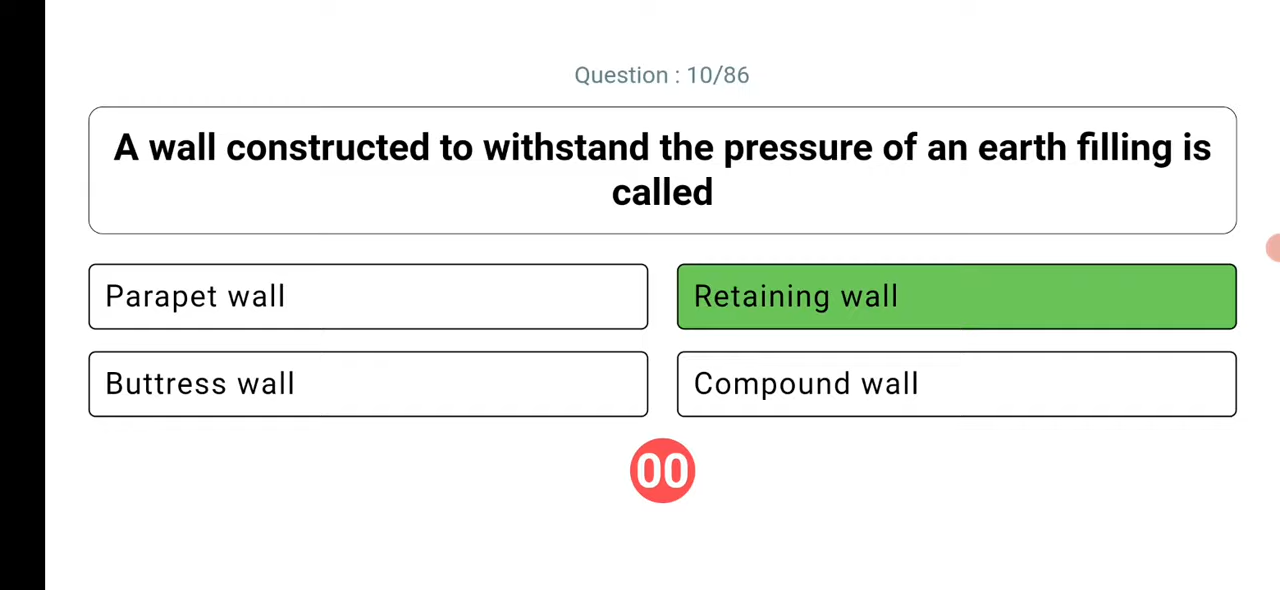 Question : 10/86
A wall constructed to withstand the pressure of an earth filling is
called
Parapet wall
Retaining wall
Buttress wall
Compound wall
00